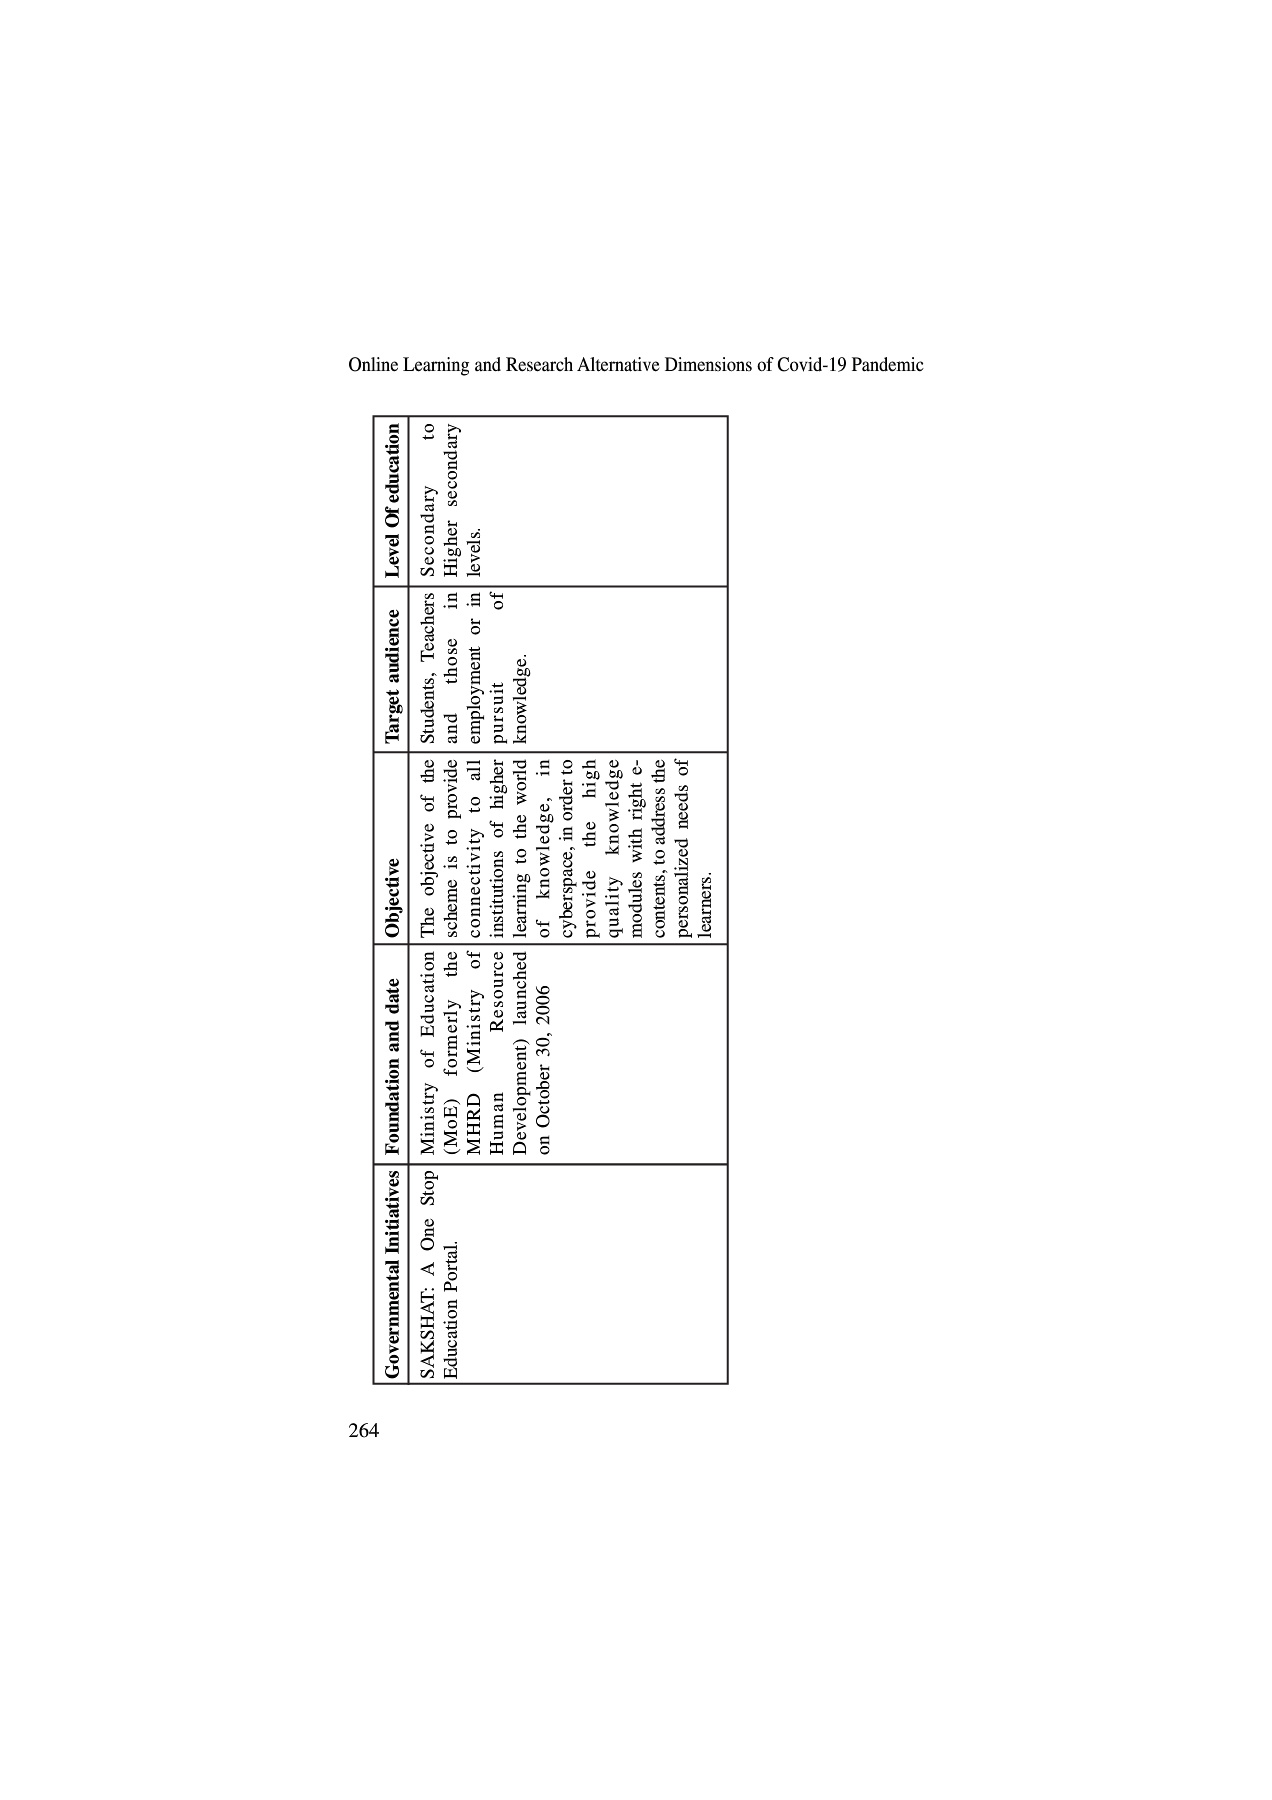 Online Learning and Research Alternative Dimensions of Covid-19 Pandemic
Governmental Initiatives
SAKSHAT: A One Stop
Education Portal.
Foundation and date
Ministry of Education
(MoE) formerly the
MHRD (Ministry of
Human Resource
Development) launched
on October 30, 2006
Objective
The objective of the
scheme is to provide
connectivity to all
institutions of higher
learning to the world
of knowledge, in
cyberspace, in order to
provide the high
quality knowledge
modules with right e-
contents, to address the
personalized needs of
learners.
Target audience
Students, Teachers
and those in
employment or in
pursuit of
knowledge.
Level Of education
Secondary to
Higher secondary
levels.
264